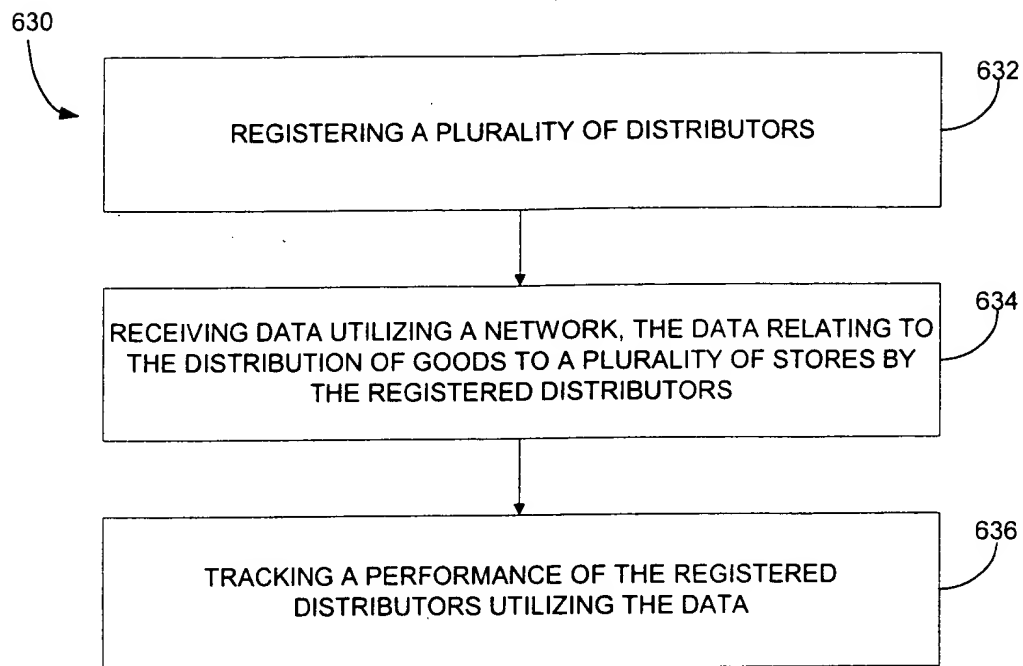 630
632
REGISTERING A PLURALITY OF DISTRIBUTORS
634
RECEIVING DATA UTILIZING A NETWORK, THE DATA RELATING TO
THE DISTRIBUTION OF GOODS TO A PLURALITY OF STORES BY
THE REGISTERED DISTRIBUTORS
636
TRACKING A PERFORMANCE OF THE REGISTERED
DISTRIBUTORS UTILIZING THE DATA